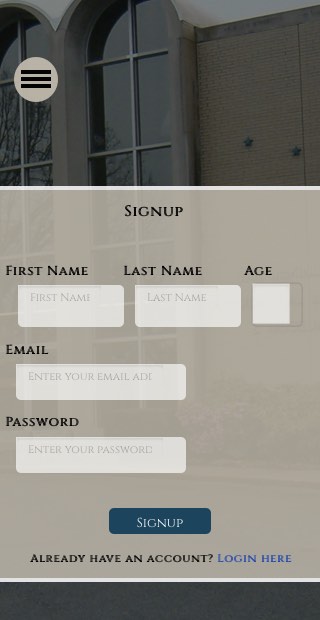 Signup
First Name Last Name Age
First Name Last Name
Email
Enter your email
Password
Enter your password
Signup
Already have an account? Login here